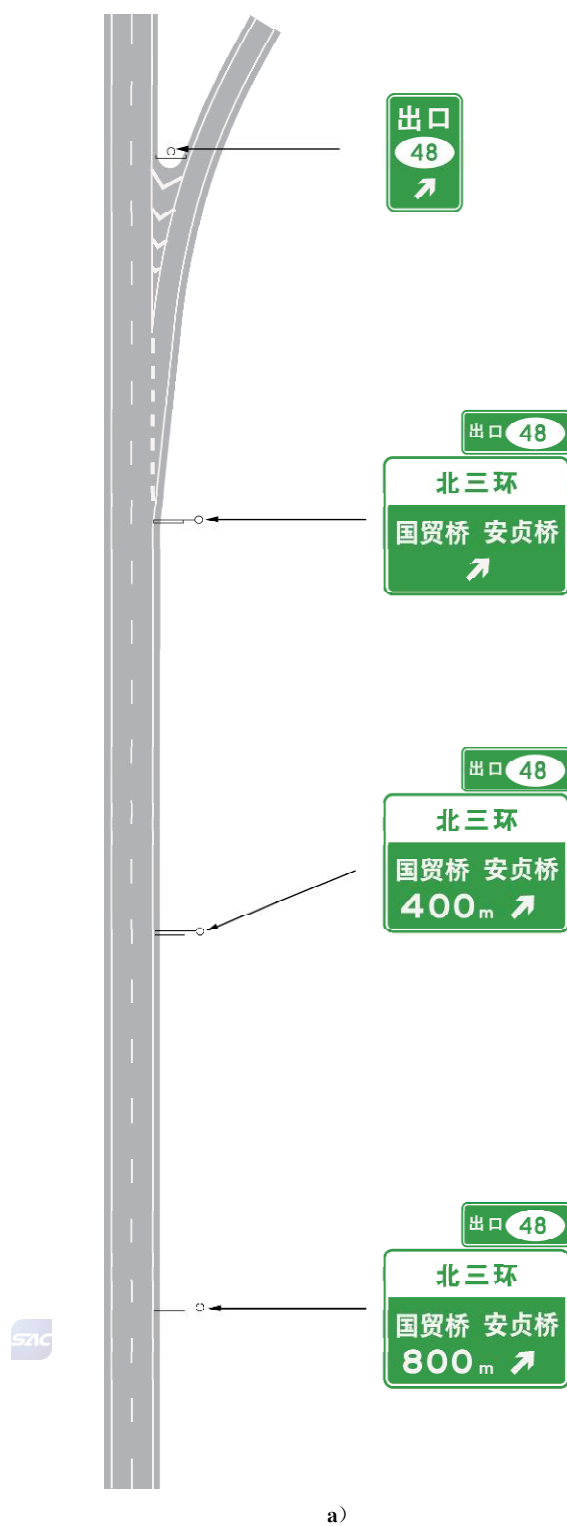 出口
48
出口 48
北三环
国贸桥 安贞桥
出口 48
北三环
国贸桥 安贞桥
400m
出口 48
北三环
国贸桥 安贞桥
800m
SAC
a）